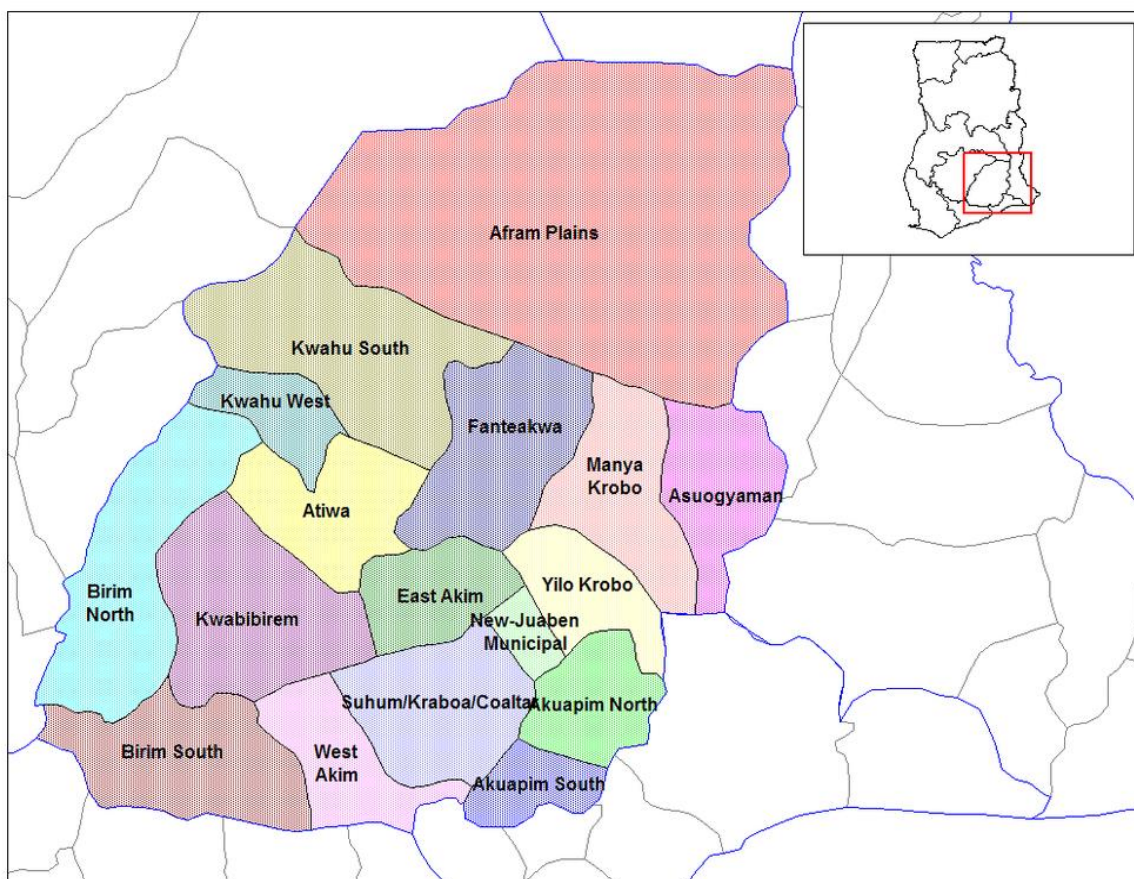 Afram Plains
Kwahu South
Kwahu West
Fanteakwa
Manya
Krobo
Asuogyaman
Atiwa
Birim
North
Kwabibirem
East Akim
Yilo Krobo
New-Juaben
Municipal
Suhum/Kraboa/Coaltar
Akuapim North
Birim South
West
Akim
Akuapim South